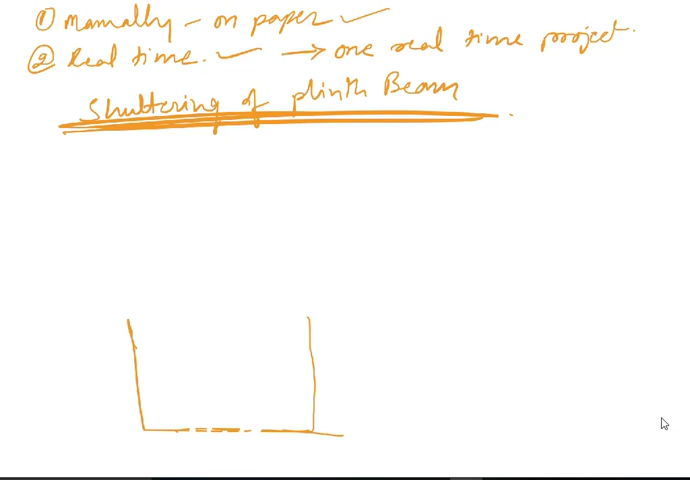 ① Manually - on paper
② Real time. → one real time project.
Shuttering of plinth Beam